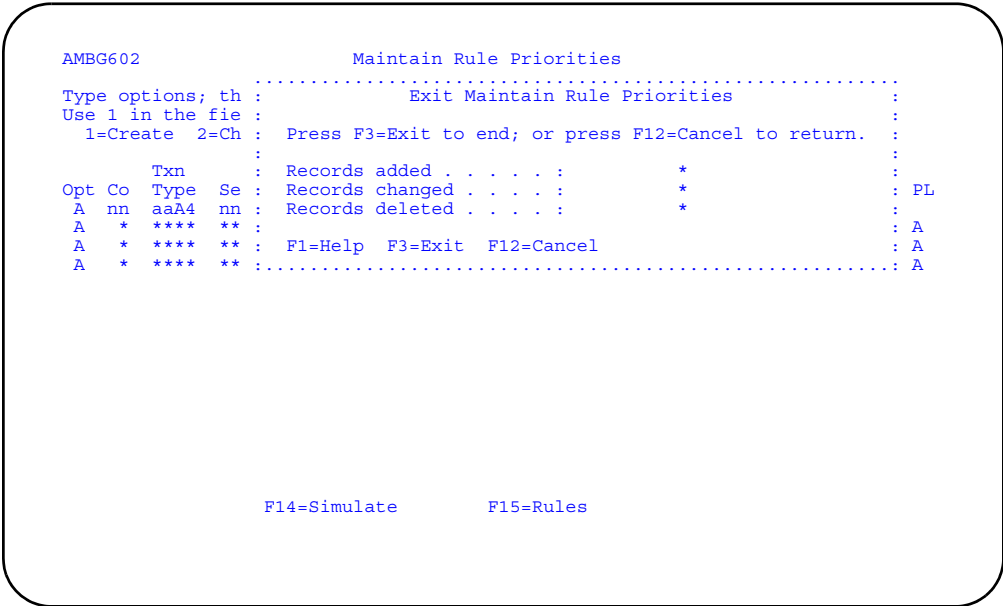 AMBG602                   Maintain Rule Priorities
                 ..........................................................
Type options; th :             Exit Maintain Rule Priorities              :
Use 1 in the fie :                                                        :
  1=Create  2=Ch :  Press F3=Exit to end; or press F12=Cancel to return.  :
                 :                                                        :
        Txn      :  Records added . . . . . :          *                  :
Opt Co  Type  Se :  Records changed . . . . :          *                  : PL
 A  nn  aaA4  nn :  Records deleted . . . . :          *                  :
 A   *  ****  ** :                                                        : A
 A   *  ****  ** :  F1=Help  F3=Exit  F12=Cancel                          : A
 A   *  ****  ** :........................................................: A
                  F14=Simulate        F15=Rules